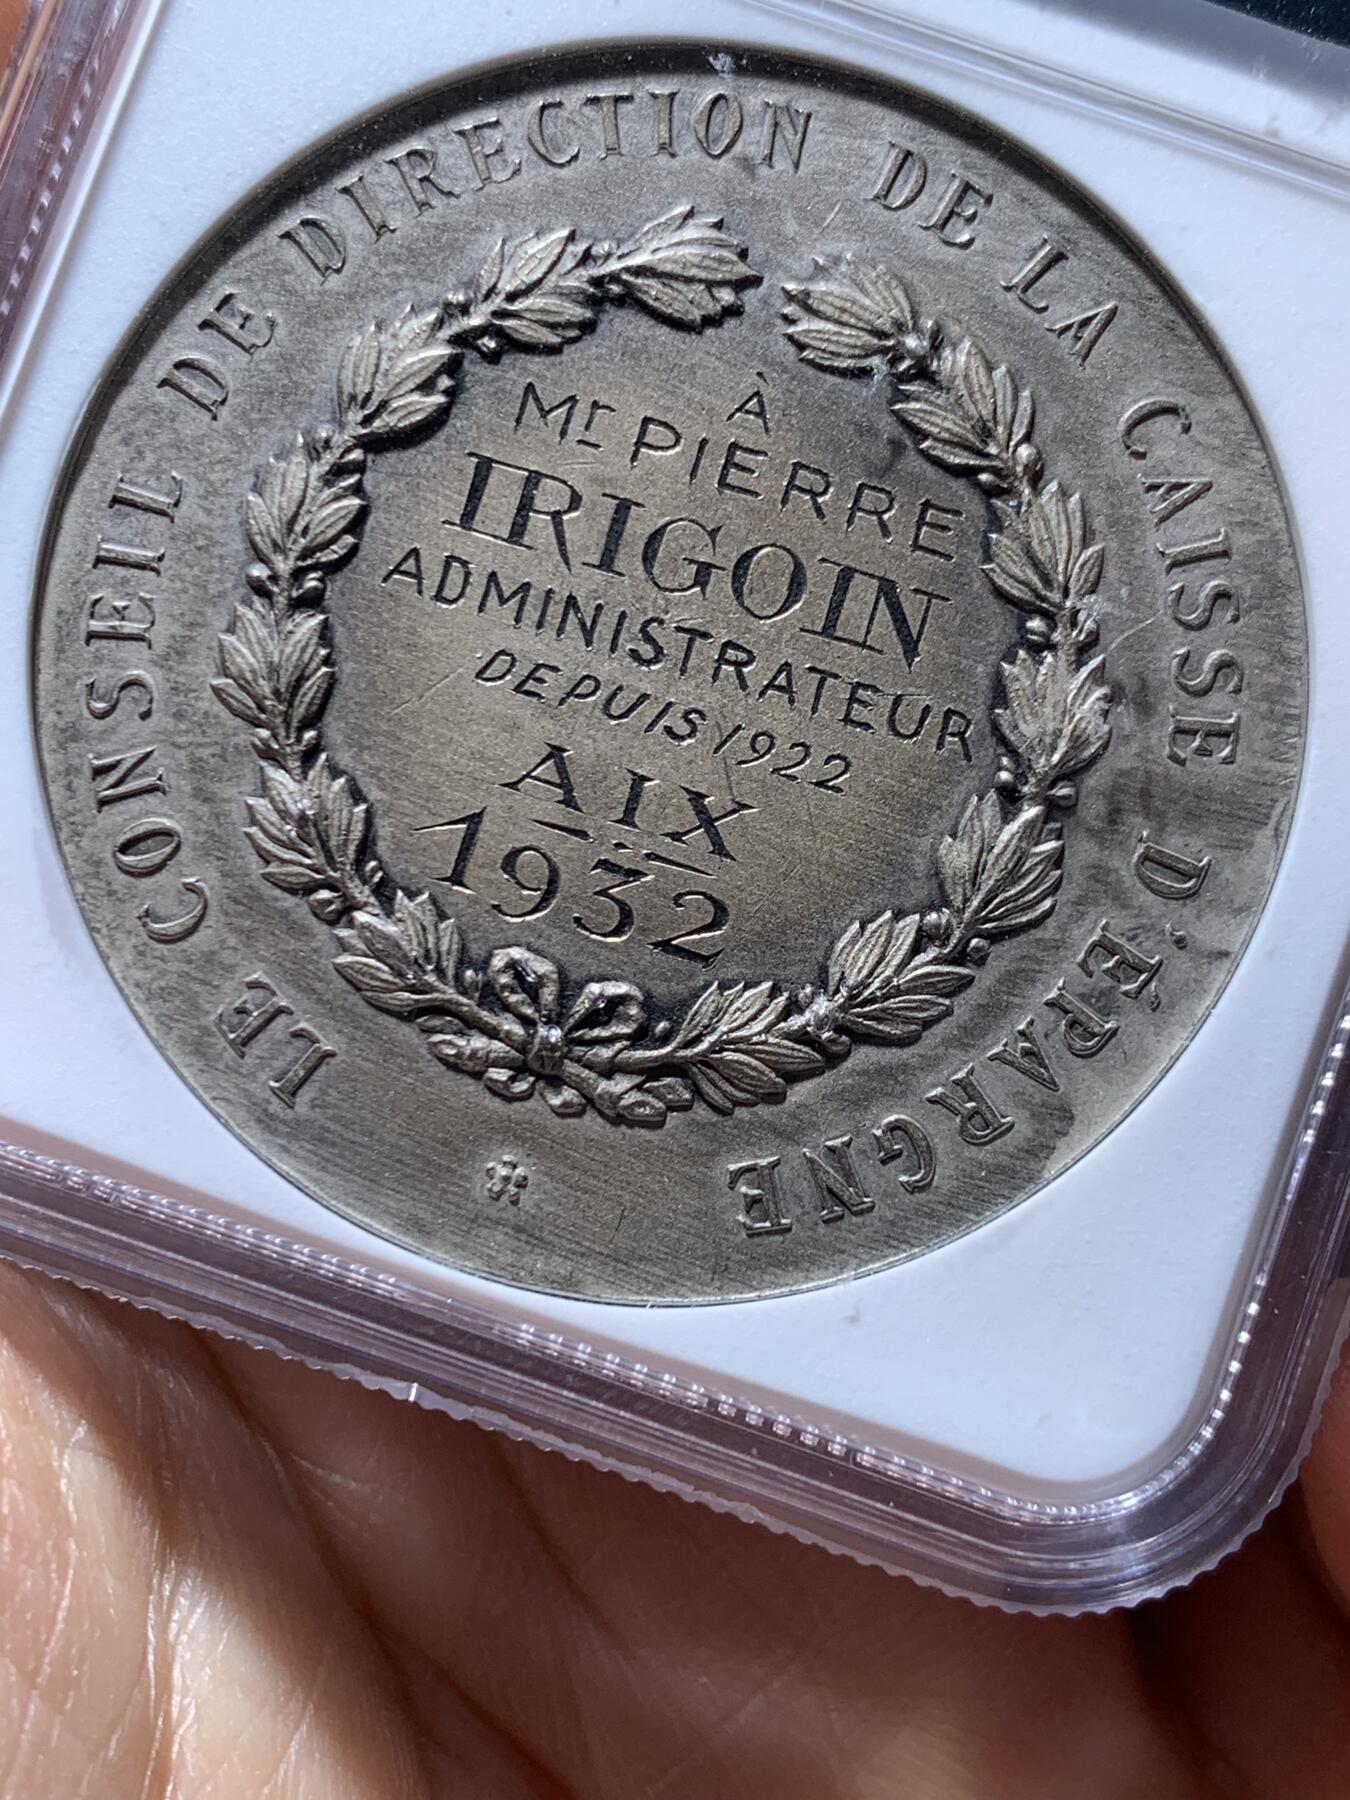 LE CONSEIL DE DIRECTION DE LA CAISSE D'ÉPARGNE
À
Mr PIERRE
IRIGOIN
ADMINISTRATEUR
DEPUIS 1922
AIX
1932